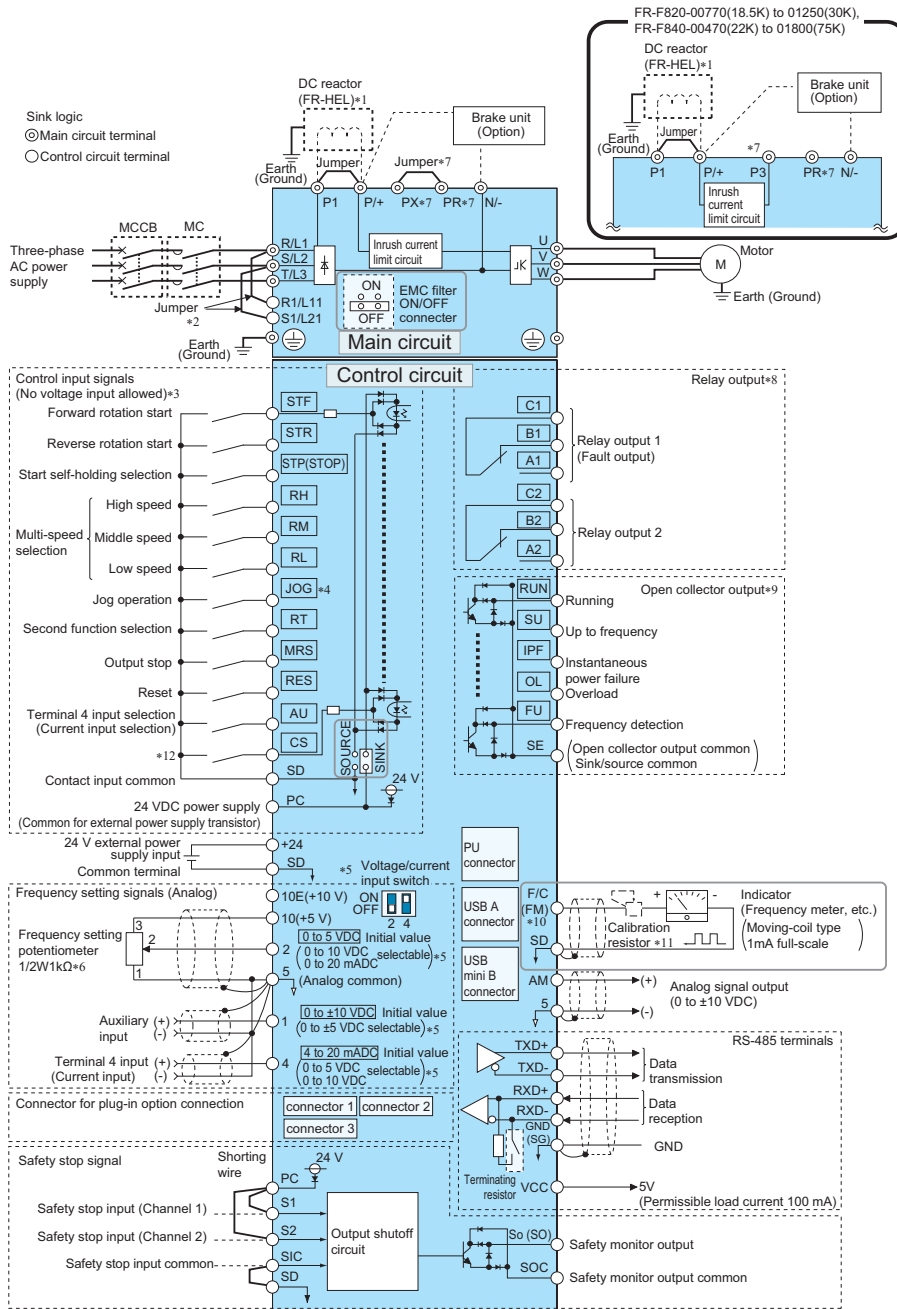 FR-F820-00770(18.5K) to 01250(30K),
FR-F840-00470(22K) to 01800(75K)
DC reactor
(FR-HEL)*1
Brake unit
(Option)
Earth
(Ground)
Jumper
*7
P1
P/+
P3
PR*7
N/-
Inrush
current
limit circuit
Sink logic
Main circuit terminal
Control circuit terminal
DC reactor
(FR-HEL)*1
Brake unit
(Option)
Earth
(Ground)
Jumper
Jumper*7
P1
P/+
PX*7
PR*7
N/-
MCCB
MC
Three-phase
AC power
supply
R/L1
S/L2
T/L3
R1/L11
S1/L21
Jumper
*2
Earth
(Ground)
Inrush current
limit circuit
ON
OFF
EMC filter
ON/OFF
connecter
U
V
W
Motor
M
Earth (Ground)
Main circuit
Control circuit
Control input signals
(No voltage input allowed)*3
Forward rotation start
STF
Reverse rotation start
STR
Start self-holding selection
STP(STOP)
Multi-speed
selection
High speed
RH
Middle speed
RM
Low speed
RL
Jog operation
JOG
*4
Second function selection
RT
Output stop
MRS
Reset
RES
Terminal 4 input selection
(Current input selection)
AU
*12
CS
SOURCE
SINK
Contact input common
SD
24 V
24 VDC power supply
(Common for external power supply transistor)
PC
Relay output*8
C1
B1
A1
Relay output 1
(Fault output)
C2
B2
A2
Relay output 2
Open collector output*9
RUN
Running
SU
Up to frequency
IPF
Instantaneous
power failure
OL
Overload
FU
Frequency detection
SE
(Open collector output common
Sink/source common)
24 V external power
supply input
+24
Common terminal
SD
*5
Voltage/current
input switch
ON
OFF
2 4
Frequency setting signals (Analog)
10E(+10 V)
10(+5 V)
Frequency setting
potentiometer
1/2W1kΩ*6
3
2
1
2
0 to 5 VDC Initial value
(0 to 10 VDC
0 to 20 mADC selectable)*5
5
(Analog common)
Auxiliary
input
(+)
(-)
1
0 to ±10 VDC Initial value
(0 to ±5 VDC selectable)*5
Terminal 4 input
(Current input)
(+)
(-)
4
4 to 20 mADC Initial value
(0 to 5 VDC
0 to 10 VDC selectable)*5
PU
connector
USB A
connector
USB
mini B
connector
F/C
(FM)
*10
SD
+
-
Calibration
resistor *11
Indicator
(Frequency meter, etc.)
(Moving-coil type
1mA full-scale)
AM
(+)
Analog signal output
(0 to ±10 VDC)
5
(-)
RS-485 terminals
TXD+
TXD-
Data
transmission
RXD+
RXD-
Data
reception
GND
(SG)
GND
Terminating
resistor
VCC
5V
(Permissible load current 100 mA)
Connector for plug-in option connection
connector 1
connector 2
connector 3
Safety stop signal
Shorting
wire
24 V
PC
Safety stop input (Channel 1)
S1
Safety stop input (Channel 2)
S2
Safety stop input common
SIC
SD
Output shutoff
circuit
So (SO)
Safety monitor output
SOC
Safety monitor output common